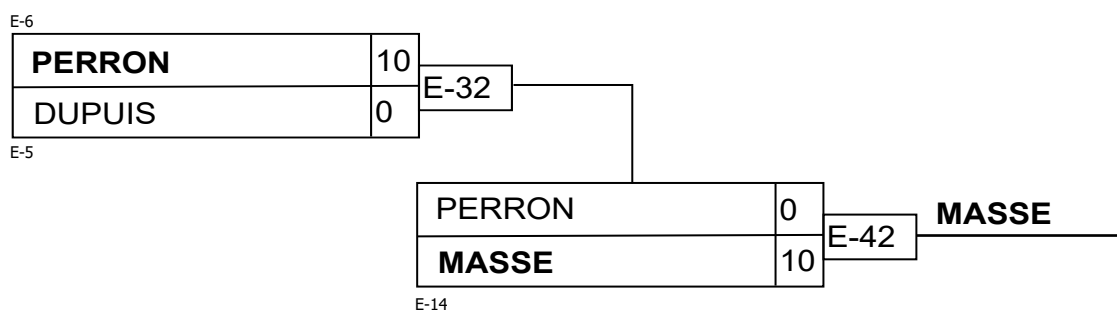 E-6
PERRON 10
E-32
DUPUIS 0
E-5
PERRON 0
MASSE
E-42
MASSE 10
E-14